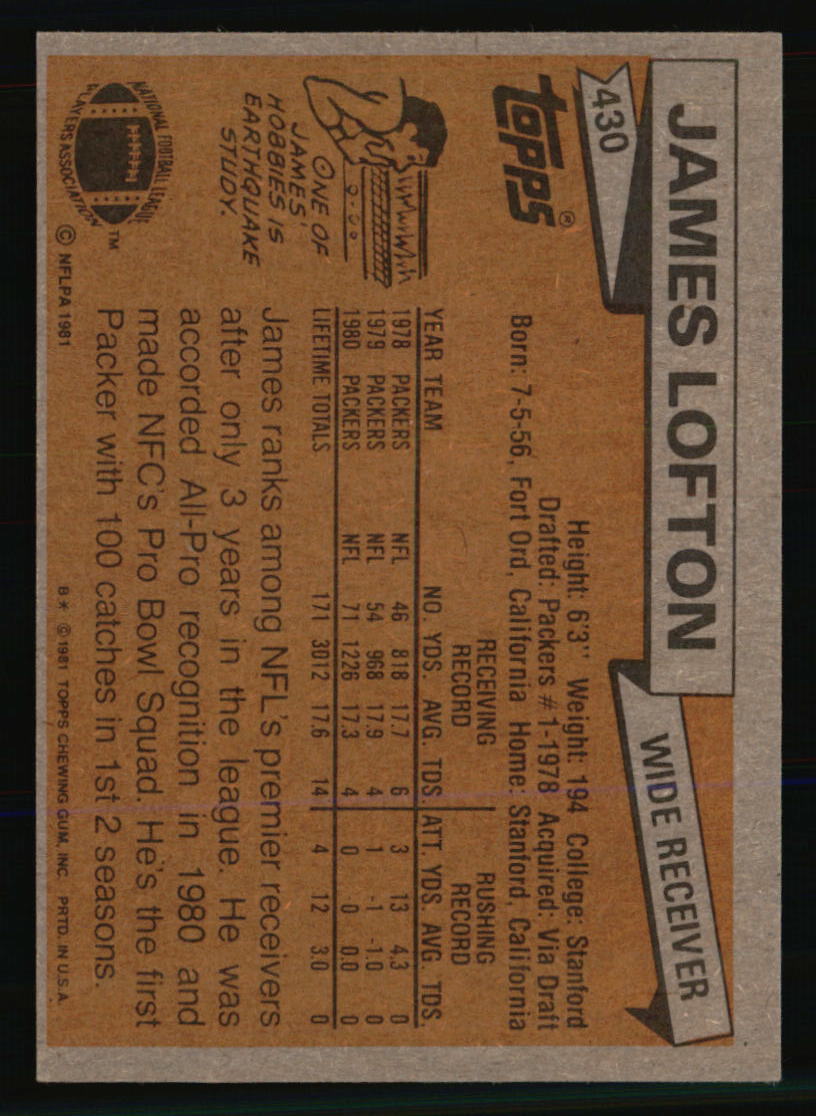 JAMES LOFTON
WIDE RECEIVER
430
TOPPS®
Height: 6'3" Weight: 194 College: Stanford
Drafted: Packers #1-1978 Acquired: Via Draft
Born: 7-5-56, Fort Ord, California Home: Stanford, California
RECEIVING RECORD RUSHING RECORD
YEAR TEAM NO. YDS. AVG. TDS. ATT. YDS. AVG. TDS.
1978 PACKERS NFL 46 818 17.7 6 3 13 4.3 0
1979 PACKERS NFL 54 968 17.9 4 1 -1 -1.0 0
1980 PACKERS NFL 71 1226 17.3 4 0 0 0.0 0
LIFETIME TOTALS 171 3012 17.6 14 4 12 3.0 0
ONE OF
JAMES'
HOBBIES IS
EARTHQUAKE
STUDY.
James ranks among NFL's premier receivers
after only 3 years in the league. He was
accorded All-Pro recognition in 1980 and
made NFC's Pro Bowl Squad. He's the first
Packer with 100 catches in 1st 2 seasons.
NATIONAL FOOTBALL LEAGUE
PLAYERS ASSOCIATION
™
© NFLPA 1981
B* ©1981 TOPPS CHEWING GUM, INC. PRTD. IN U.S.A.